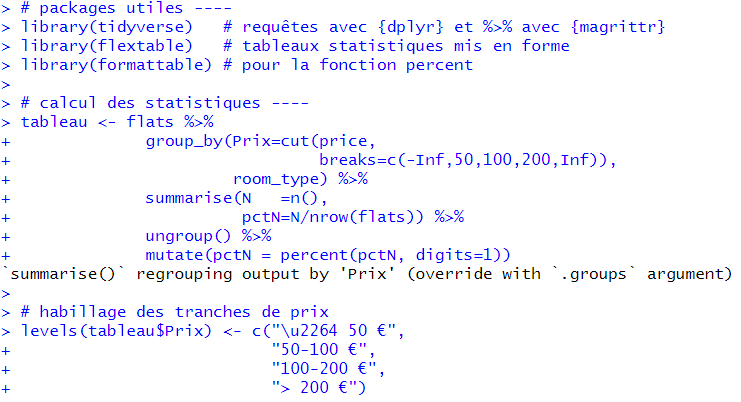 > # packages utiles ----
> library(tidyverse)   # requêtes avec {dplyr} et %>% avec {magrittr}
> library(flextable)   # tableaux statistiques mis en forme
> library(formattable) # pour la fonction percent
>
> # calcul des statistiques ----
> tableau <- flats %>%
+             group_by(Prix=cut(price,
+                               breaks=c(-Inf,50,100,200,Inf)),
+                      room_type) %>%
+             summarise(N   =n(),
+                       pctN=N/nrow(flats)) %>%
+             ungroup() %>%
+             mutate(pctN = percent(pctN, digits=1))
`summarise()` regrouping output by 'Prix' (override with `.groups` argument)
>
> # habillage des tranches de prix
> levels(tableau$Prix) <- c("\u2264 50 €",
+                           "50-100 €",
+                           "100-200 €",
+                           "> 200 €")